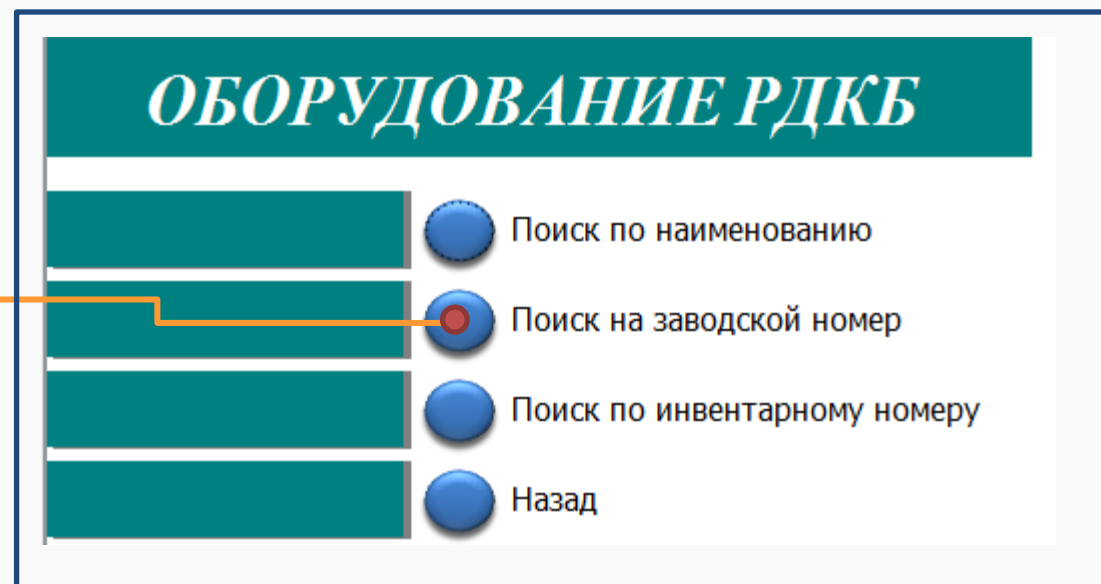 ОБОРУДОВАНИЕ РДКБ
Поиск по наименованию
Поиск на заводской номер
Поиск по инвентарному номеру
Назад